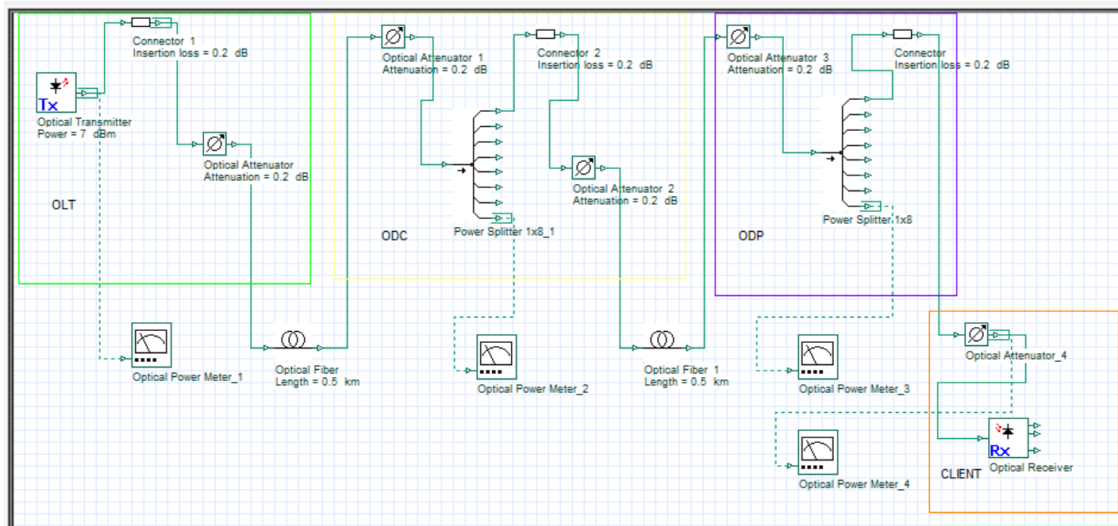 Connector 1
Insertion loss = 0.2 dB
Tx
Optical Transmitter
Power = 7 dBm
Optical Attenuator
Attenuation = 0.2 dB
OLT
Optical Power Meter_1
Optical Fiber
Length = 0.5 km
Optical Attenuator 1
Attenuation = 0.2 dB
Connector 2
Insertion loss = 0.2 dB
Optical Attenuator 2
Attenuation = 0.2 dB
Power Splitter 1x8_1
ODC
Optical Power Meter_2
Optical Fiber 1
Length = 0.5 km
Optical Attenuator 3
Attenuation = 0.2 dB
Connector
Insertion loss = 0.2 dB
Power Splitter 1x8
ODP
Optical Power Meter_3
Optical Attenuator_4
Optical Power Meter_4
Rx
Optical Receiver
CLIENT